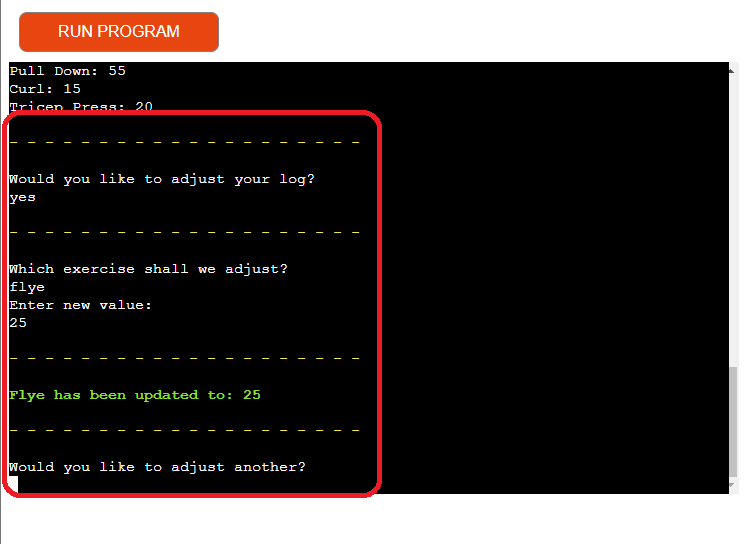 RUN PROGRAM
Pull Down: 55
Curl: 15
Tricep Press: 20
- - - - - - - - - - - - - - - - - - - -
Would you like to adjust your log?
yes
- - - - - - - - - - - - - - - - - - - -
Which exercise shall we adjust?
flye
Enter new value:
25
- - - - - - - - - - - - - - - - - - - -
Flye has been updated to: 25
- - - - - - - - - - - - - - - - - - - -
Would you like to adjust another?